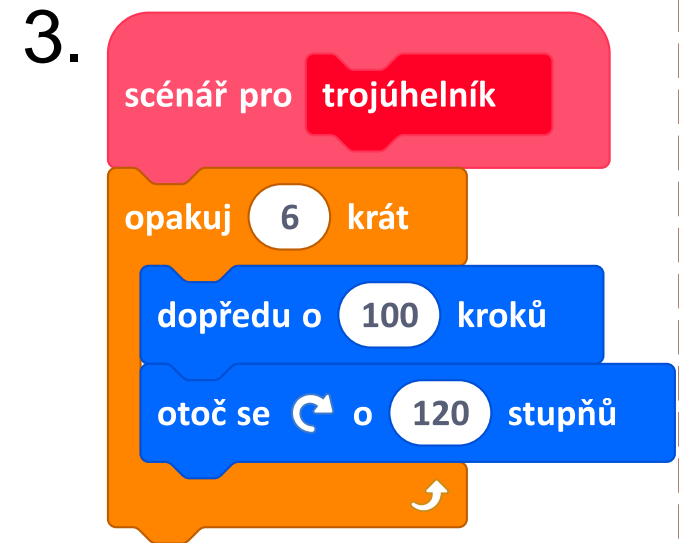 3.
scénář pro trojúhelník
opakuj 6 krát
dopředu o 100 kroků
otoč se o 120 stupňů